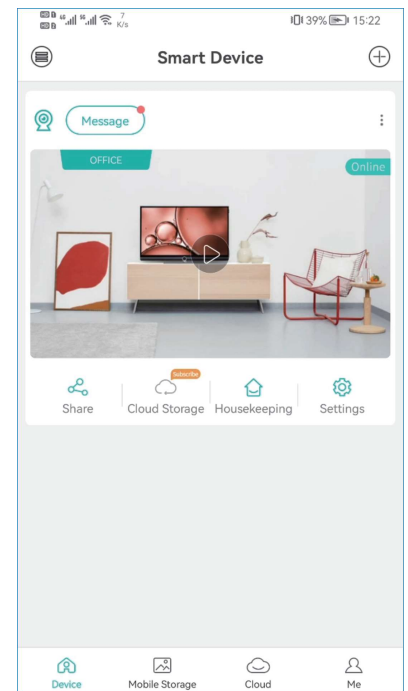 7
K/s
39% 15:22
Smart Device
Message
OFFICE
Online
Subscribe
Share Cloud Storage Housekeeping Settings
Device Mobile Storage Cloud Me